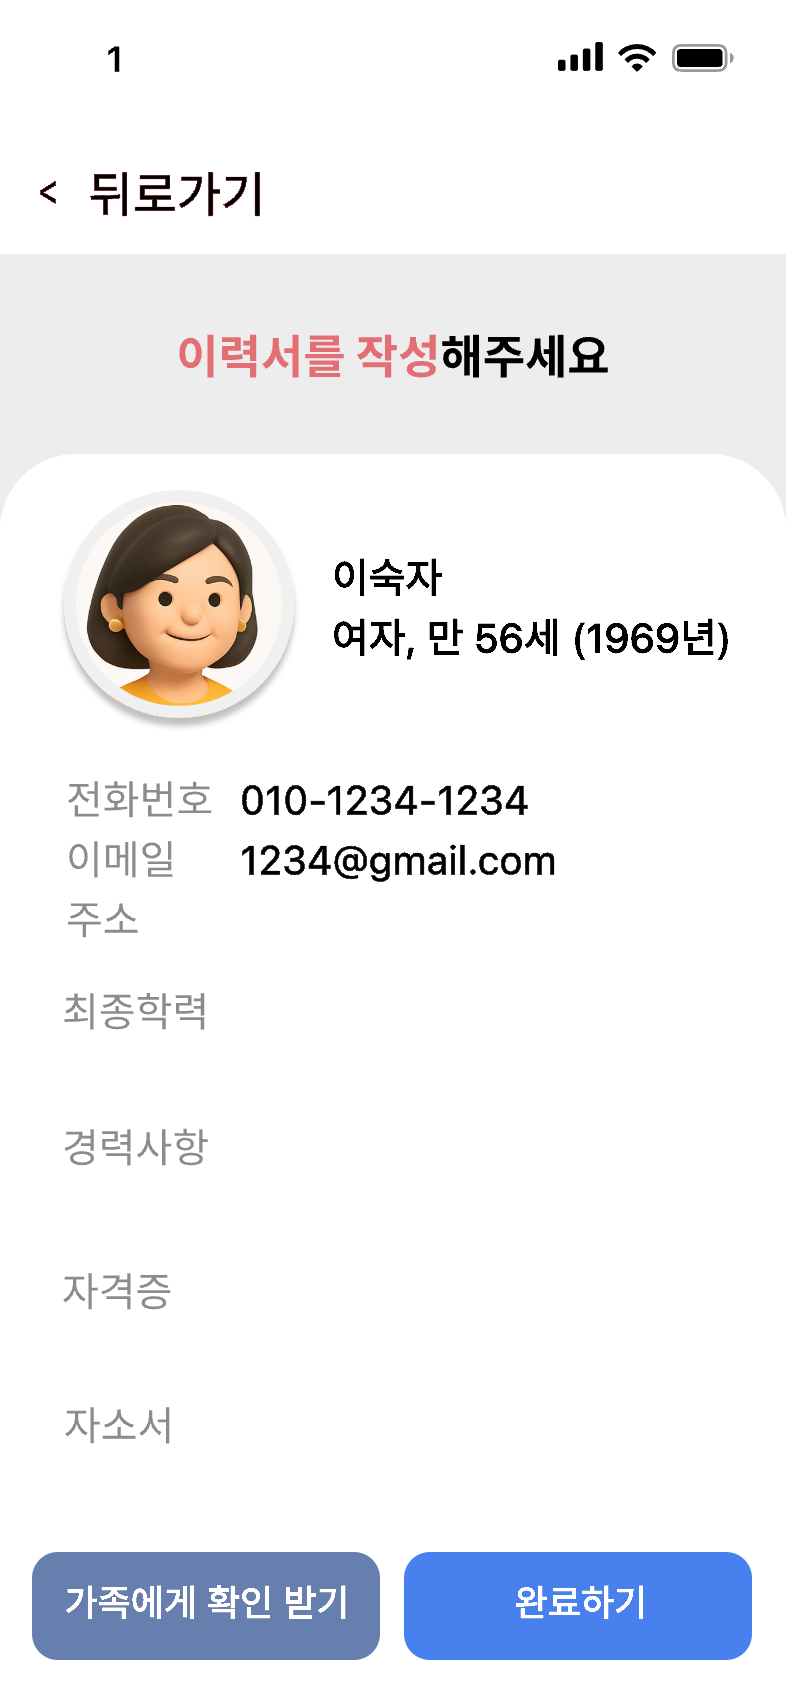 1
< 뒤로가기
이력서를 작성해주세요
이숙자
여자, 만 56세 (1969년)
전화번호 010-1234-1234
이메일 1234@gmail.com
주소
최종학력
경력사항
자격증
자소서
가족에게 확인 받기 완료하기